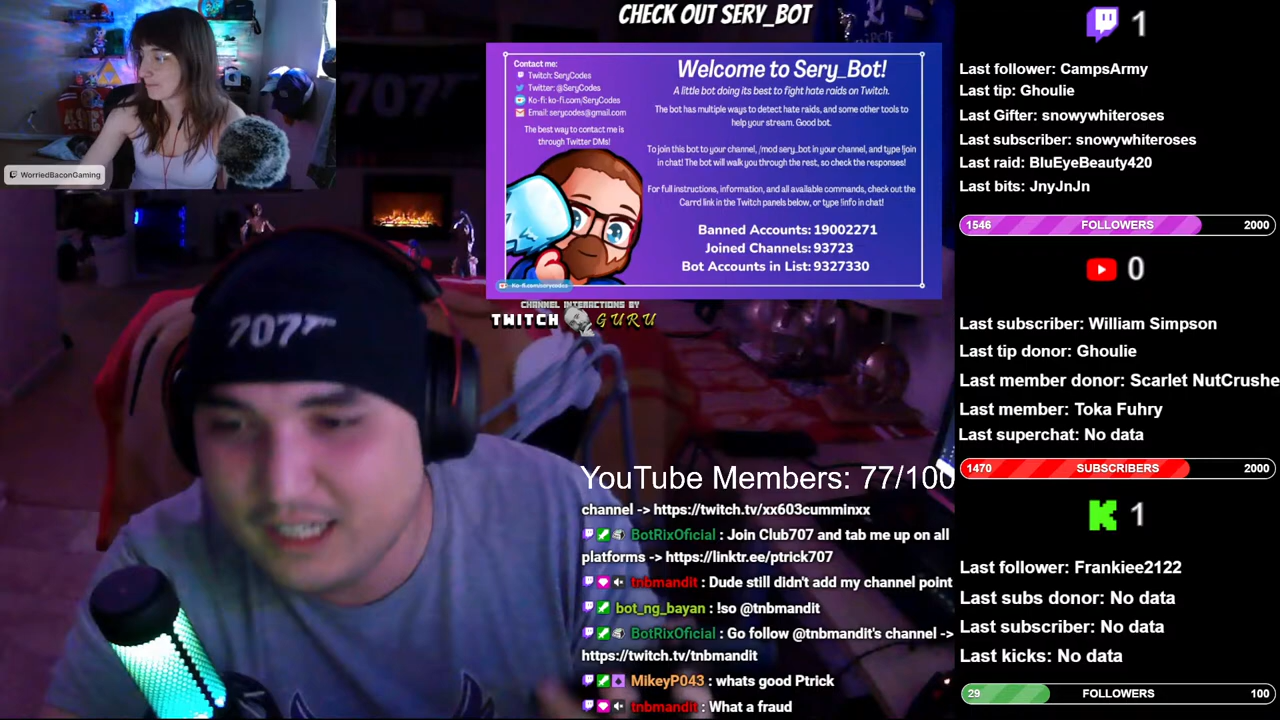 WorriedBaconGaming
CHECK OUT SERY_BOT
Contact me:
Twitch: SeryCodes
Twitter: @SeryCodes
Ko-fi: ko-fi.com/SeryCodes
Email: serycodes@gmail.com
The best way to contact me is
through Twitter DMs!
Welcome to Sery_Bot!
A little bot doing its best to fight hate raids on Twitch.
The bot has multiple ways to detect hate raids, and some other tools to
help your stream. Good bot.
To join this bot to your channel, /mod sery_bot in your channel, and type !join
in chat! The bot will walk you through the rest, so check the responses!
For full instructions, information, and all available commands, check out the
Carrd link in the Twitch panels below, or type !info in chat!
Banned Accounts: 19002271
Joined Channels: 93723
Bot Accounts in List: 9327330
Ko-fi.com/serycodes
CHANNEL INTERACTIONS BY
TWITCH GURU
707
YouTube Members: 77/100
channel -> https://twitch.tv/xx603cumminxx
BotRixOficial : Join Club707 and tab me up on all
platforms -> https://linktr.ee/ptrick707
tnbmandit : Dude still didn't add my channel point
bot_ng_bayan : !so @tnbmandit
BotRixOficial : Go follow @tnbmandit's channel ->
https://twitch.tv/tnbmandit
MikeyP043 : whats good Ptrick
tnbmandit : What a fraud
1
Last follower: CampsArmy
Last tip: Ghoulie
Last Gifter: snowywhiteroses
Last subscriber: snowywhiteroses
Last raid: BluEyeBeauty420
Last bits: JnyJnJn
1546 FOLLOWERS 2000
0
Last subscriber: William Simpson
Last tip donor: Ghoulie
Last member donor: Scarlet NutCrushe
Last member: Toka Fuhry
Last superchat: No data
1470 SUBSCRIBERS 2000
1
Last follower: Frankiee2122
Last subs donor: No data
Last subscriber: No data
Last kicks: No data
29 FOLLOWERS 100